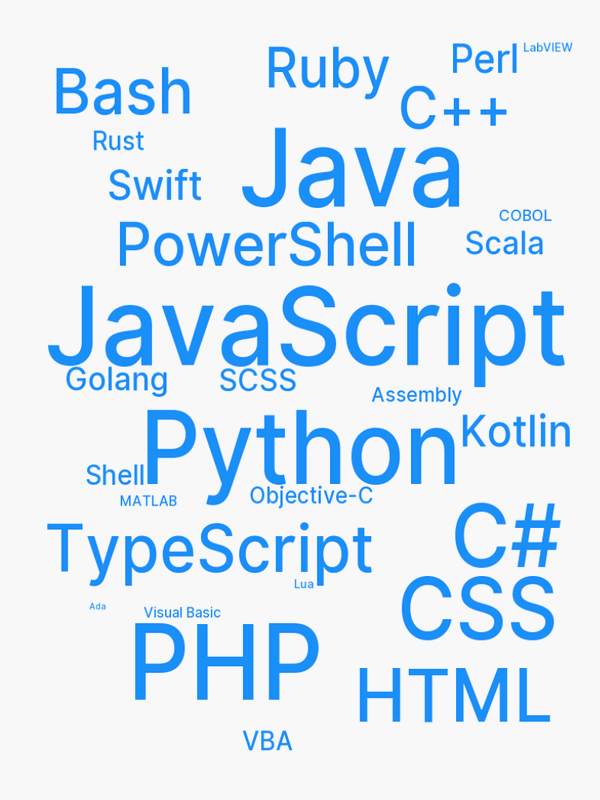 Ruby
Perl
LabVIEW
Bash
C++
Rust
Java
Swift
COBOL
PowerShell
Scala
JavaScript
Golang
SCSS
Assembly
Python
Kotlin
Shell
MATLAB
Objective-C
C#
TypeScript
Lua
CSS
Ada
Visual Basic
PHP
HTML
VBA